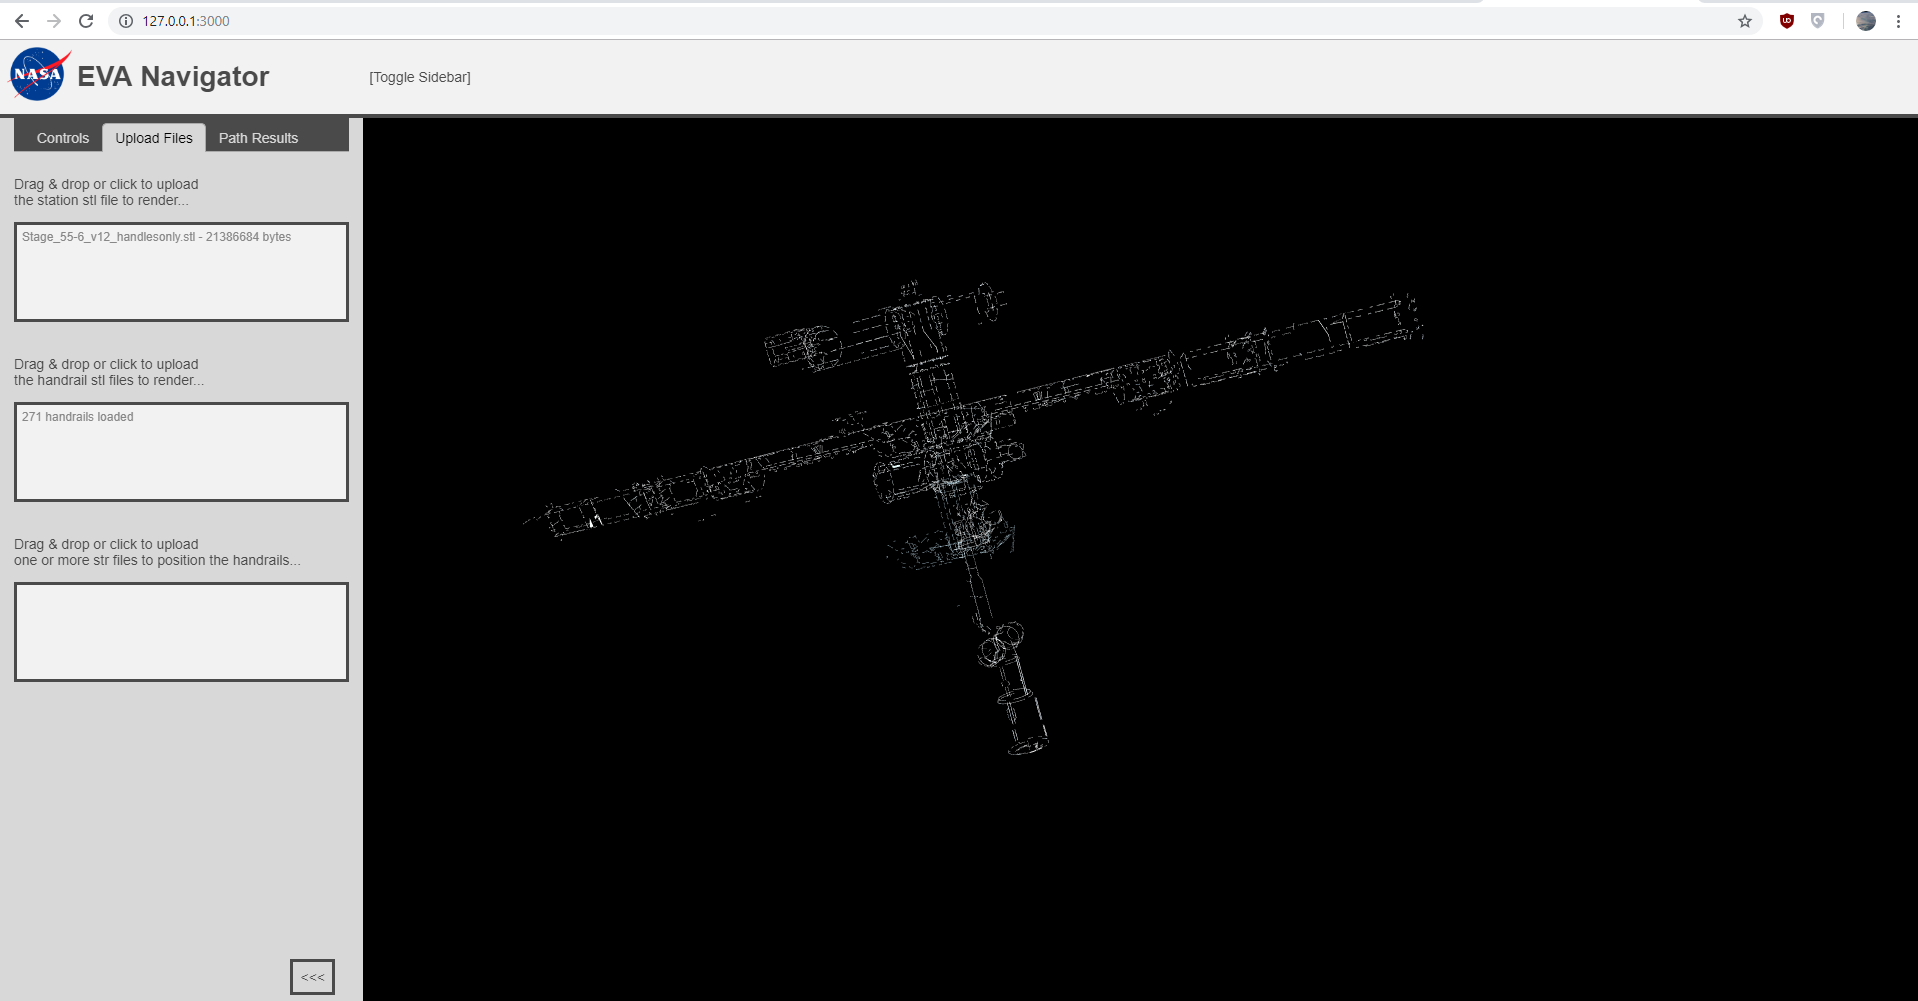 127.0.0.1:3000
NASA
EVA Navigator
[Toggle Sidebar]
Controls
Upload Files
Path Results
Drag & drop or click to upload
the station stl file to render...
Stage_55-6_v12_handlesonly.stl - 21386684 bytes
Drag & drop or click to upload
the handrail stl files to render...
271 handrails loaded
Drag & drop or click to upload
one or more str files to position the handrails...
<<<